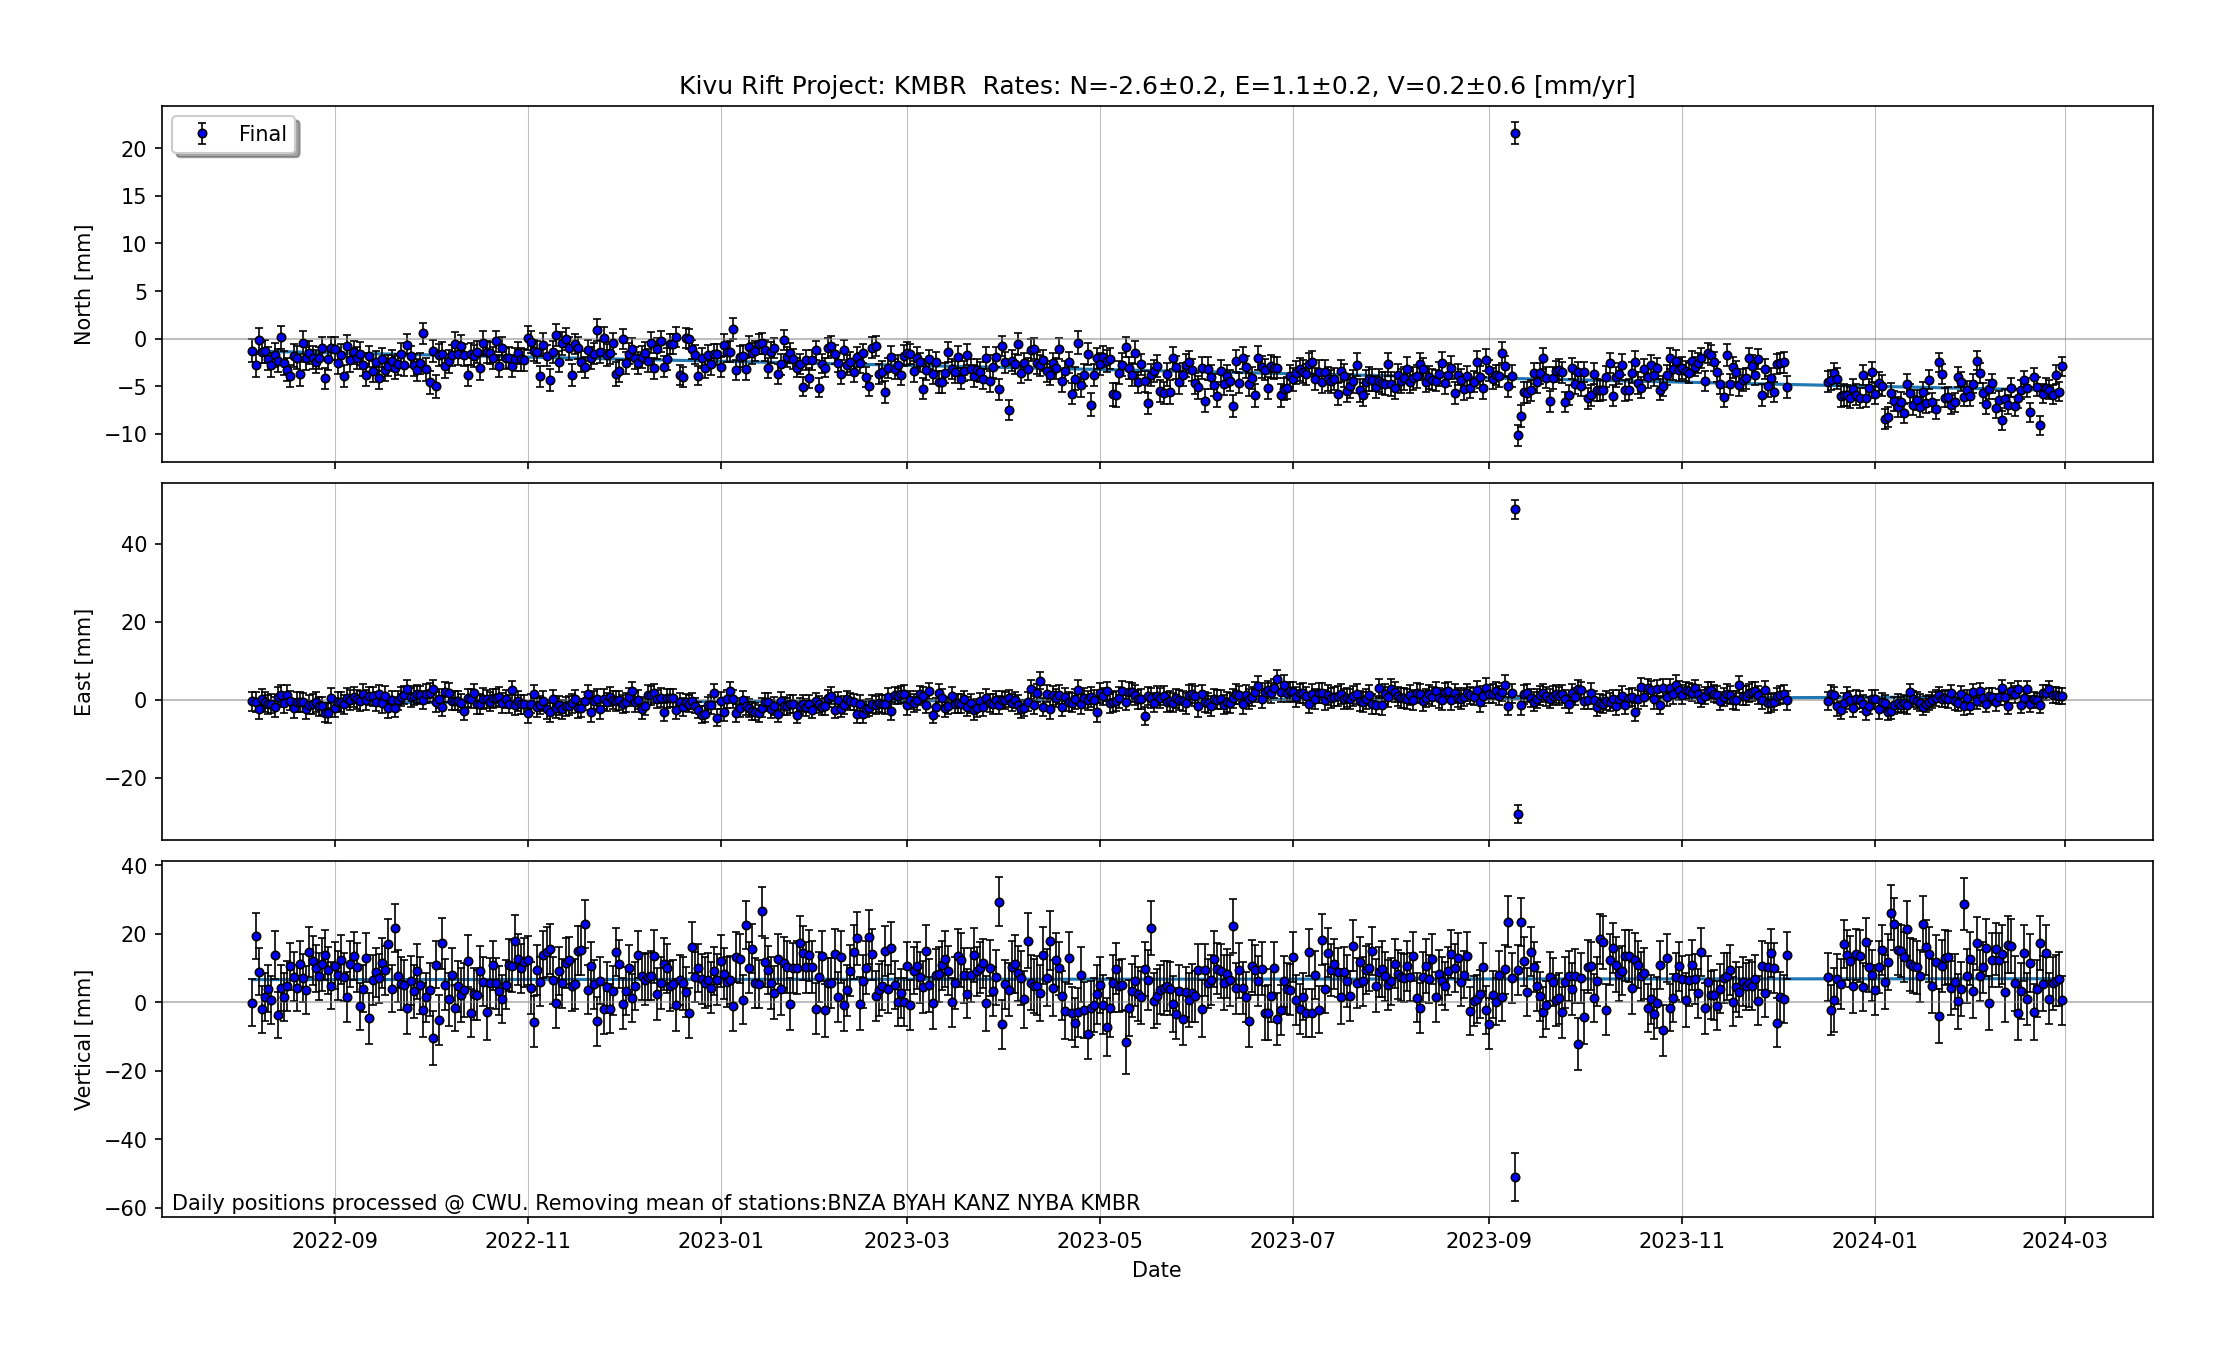 Kivu Rift Project: KMBR  Rates: N=-2.6±0.2, E=1.1±0.2, V=0.2±0.6 [mm/yr]
Final
North [mm]
20
15
10
5
0
−5
−10
East [mm]
40
20
0
−20
Vertical [mm]
40
20
0
−20
−40
−60
Daily positions processed @ CWU. Removing mean of stations:BNZA BYAH KANZ NYBA KMBR
2022-09 2022-11 2023-01 2023-03 2023-05 2023-07 2023-09 2023-11 2024-01 2024-03
Date